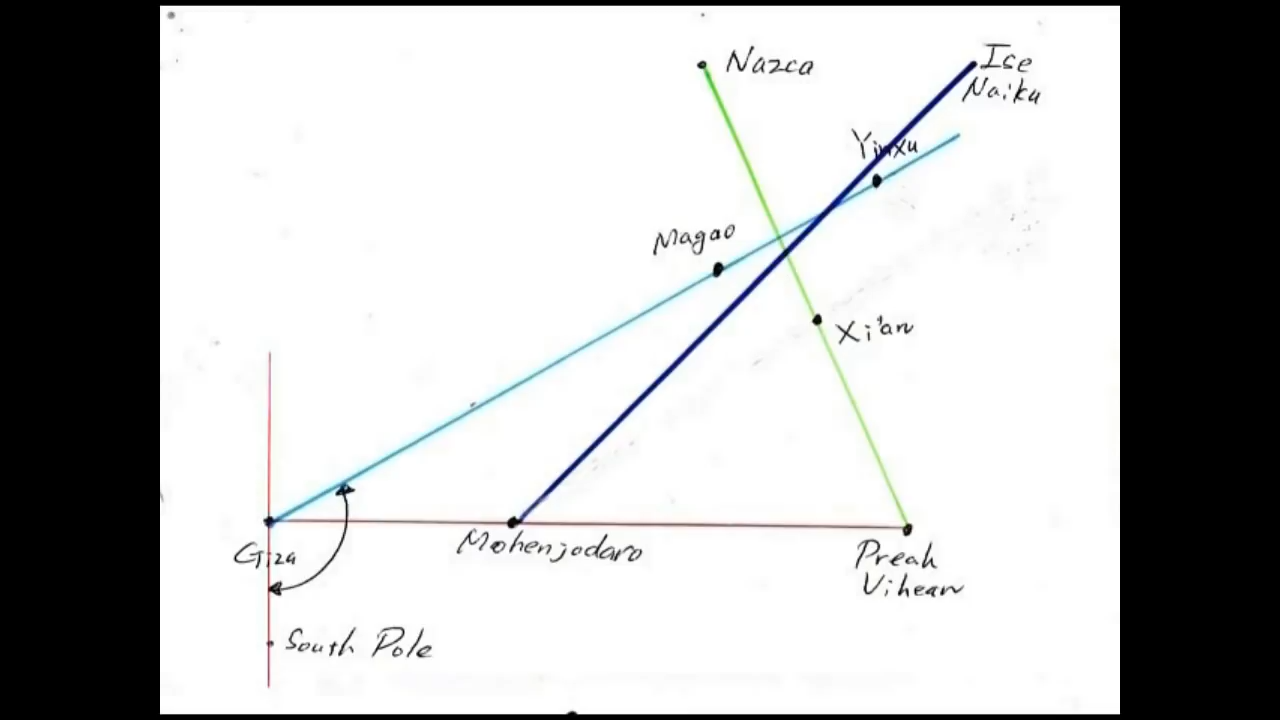 Nazca
Ise
Naiku
Yinxu
Magao
Xi'an
Giza
Mohenjodaro
Preah
Vihear
South Pole